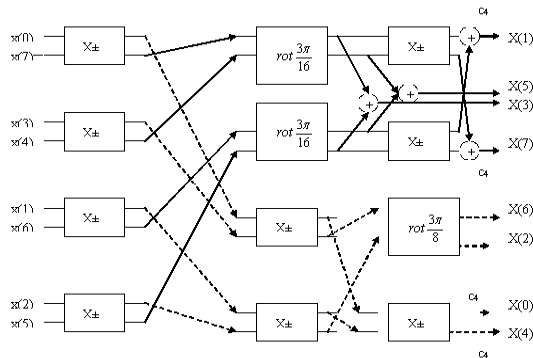 C4
x(0)
x(7)
X±
rot 3π/16
X±
X(1)
X(5)
X(3)
x(3)
x(4)
X±
rot 3π/16
X±
X(7)
C4
x(1)
x(6)
X±
X±
rot 3π/8
X(6)
X(2)
x(2)
x(5)
X±
X±
X±
C4
X(0)
X(4)
C4
+
+
+
+